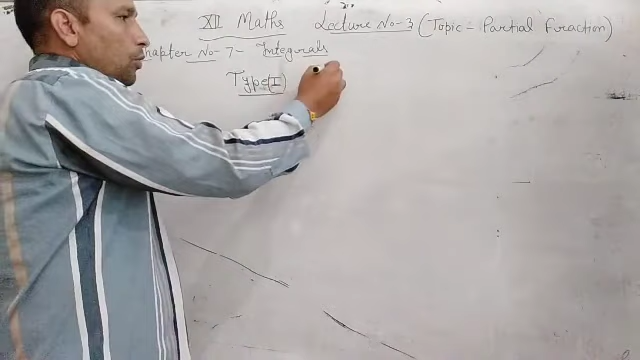 XII Maths Lecture No-3 (Topic - Partial Fraction)
Chapter No-7- Integrals
Type(I)